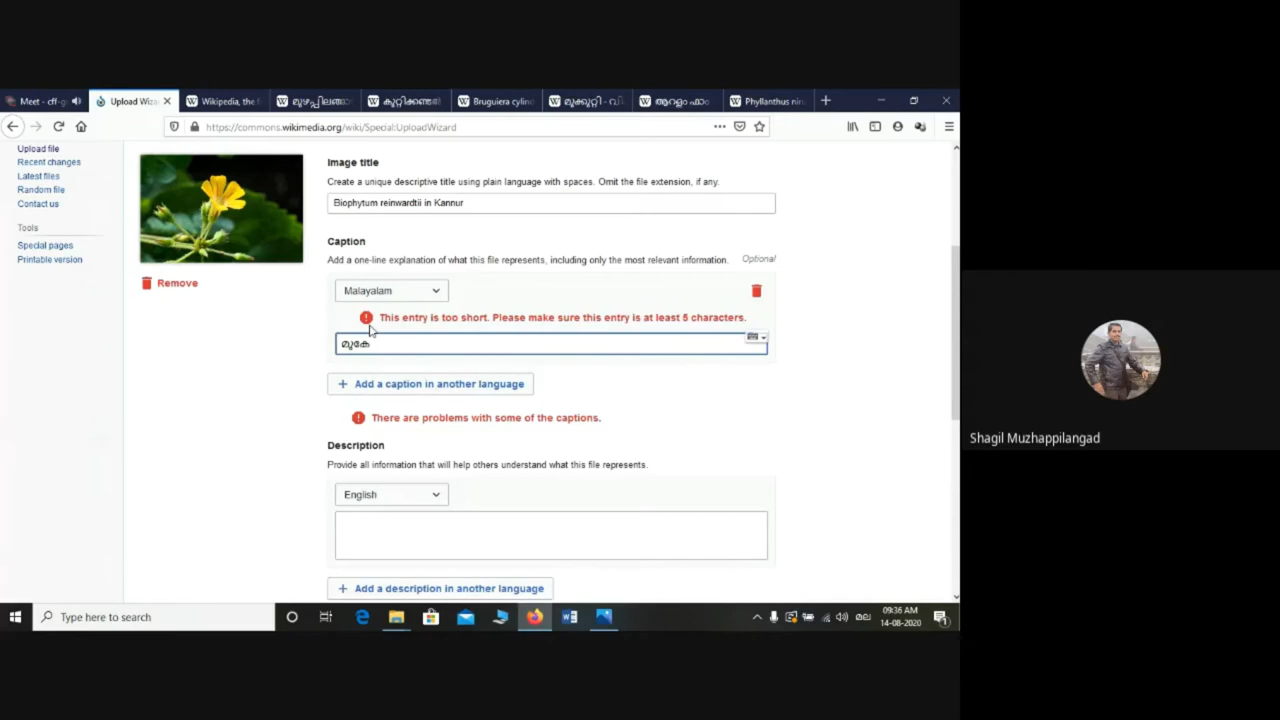 Meet - cff-g
Upload Wiza
Wikipedia, the f
മുഴപ്പിലങ്ങാ
Bruguiera cylind
മുക്കുറ്റി - വി
ആറളം ഫാം
Phyllanthus niru
https://commons.wikimedia.org/wiki/Special:UploadWizard
Upload file
Recent changes
Latest files
Random file
Contact us
Tools
Special pages
Printable version
Remove
Image title
Create a unique descriptive title using plain language with spaces. Omit the file extension, if any.
Biophytum reinwardtii in Kannur
Caption
Add a one-line explanation of what this file represents, including only the most relevant information. Optional
Malayalam
This entry is too short. Please make sure this entry is at least 5 characters.
മുകേ
+ Add a caption in another language
There are problems with some of the captions.
Description
Provide all information that will help others understand what this file represents.
English
+ Add a description in another language
Type here to search
09:36 AM
14-08-2020
Shagil Muzhappilangad